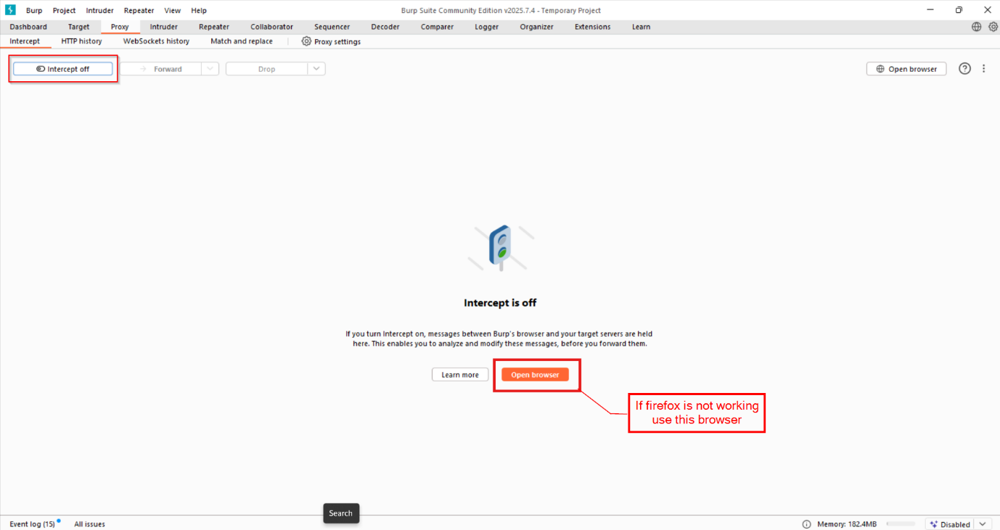 Burp Project Intruder Repeater View Help Burp Suite Community Edition v2025.7.4 - Temporary Project
Dashboard Target Proxy Intruder Repeater Collaborator Sequencer Decoder Comparer Logger Organizer Extensions Learn
Intercept HTTP history WebSockets history Match and replace Proxy settings
Intercept off Forward Drop Open browser
Intercept is off
If you turn Intercept on, messages between Burp's browser and your target servers are held
here. This enables you to analyze and modify these messages, before you forward them.
Learn more Open browser
If firefox is not working
use this browser
Search
Event log (15) All issues Memory: 182.4MB Disabled